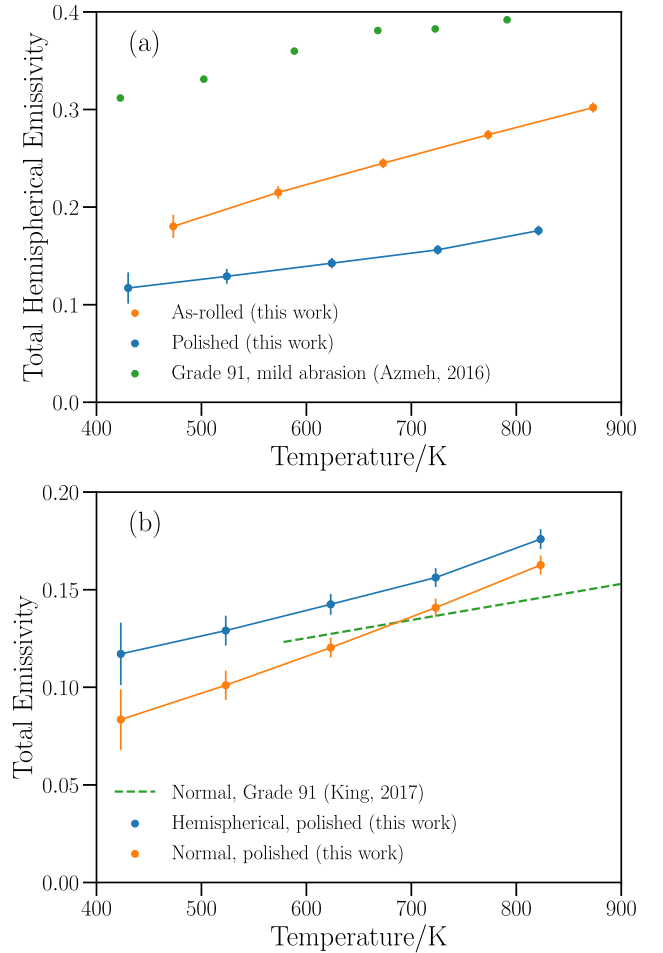 0.4
(a)
0.3
0.2
0.1
0.0
Total Hemispherical Emissivity
As-rolled (this work)
Polished (this work)
Grade 91, mild abrasion (Azmeh, 2016)
400 500 600 700 800 900
Temperature/K
0.20
(b)
0.15
0.10
0.05
0.00
Total Emissivity
Normal, Grade 91 (King, 2017)
Hemispherical, polished (this work)
Normal, polished (this work)
400 500 600 700 800 900
Temperature/K